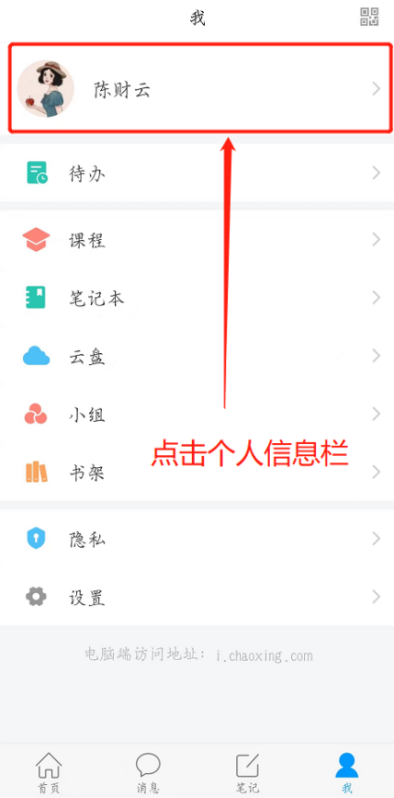 我
陈财云
待办
课程
笔记本
云盘
小组
点击个人信息栏
书架
隐私
设置
电脑端访问地址：i.chaoxing.com
首页
消息
笔记
我